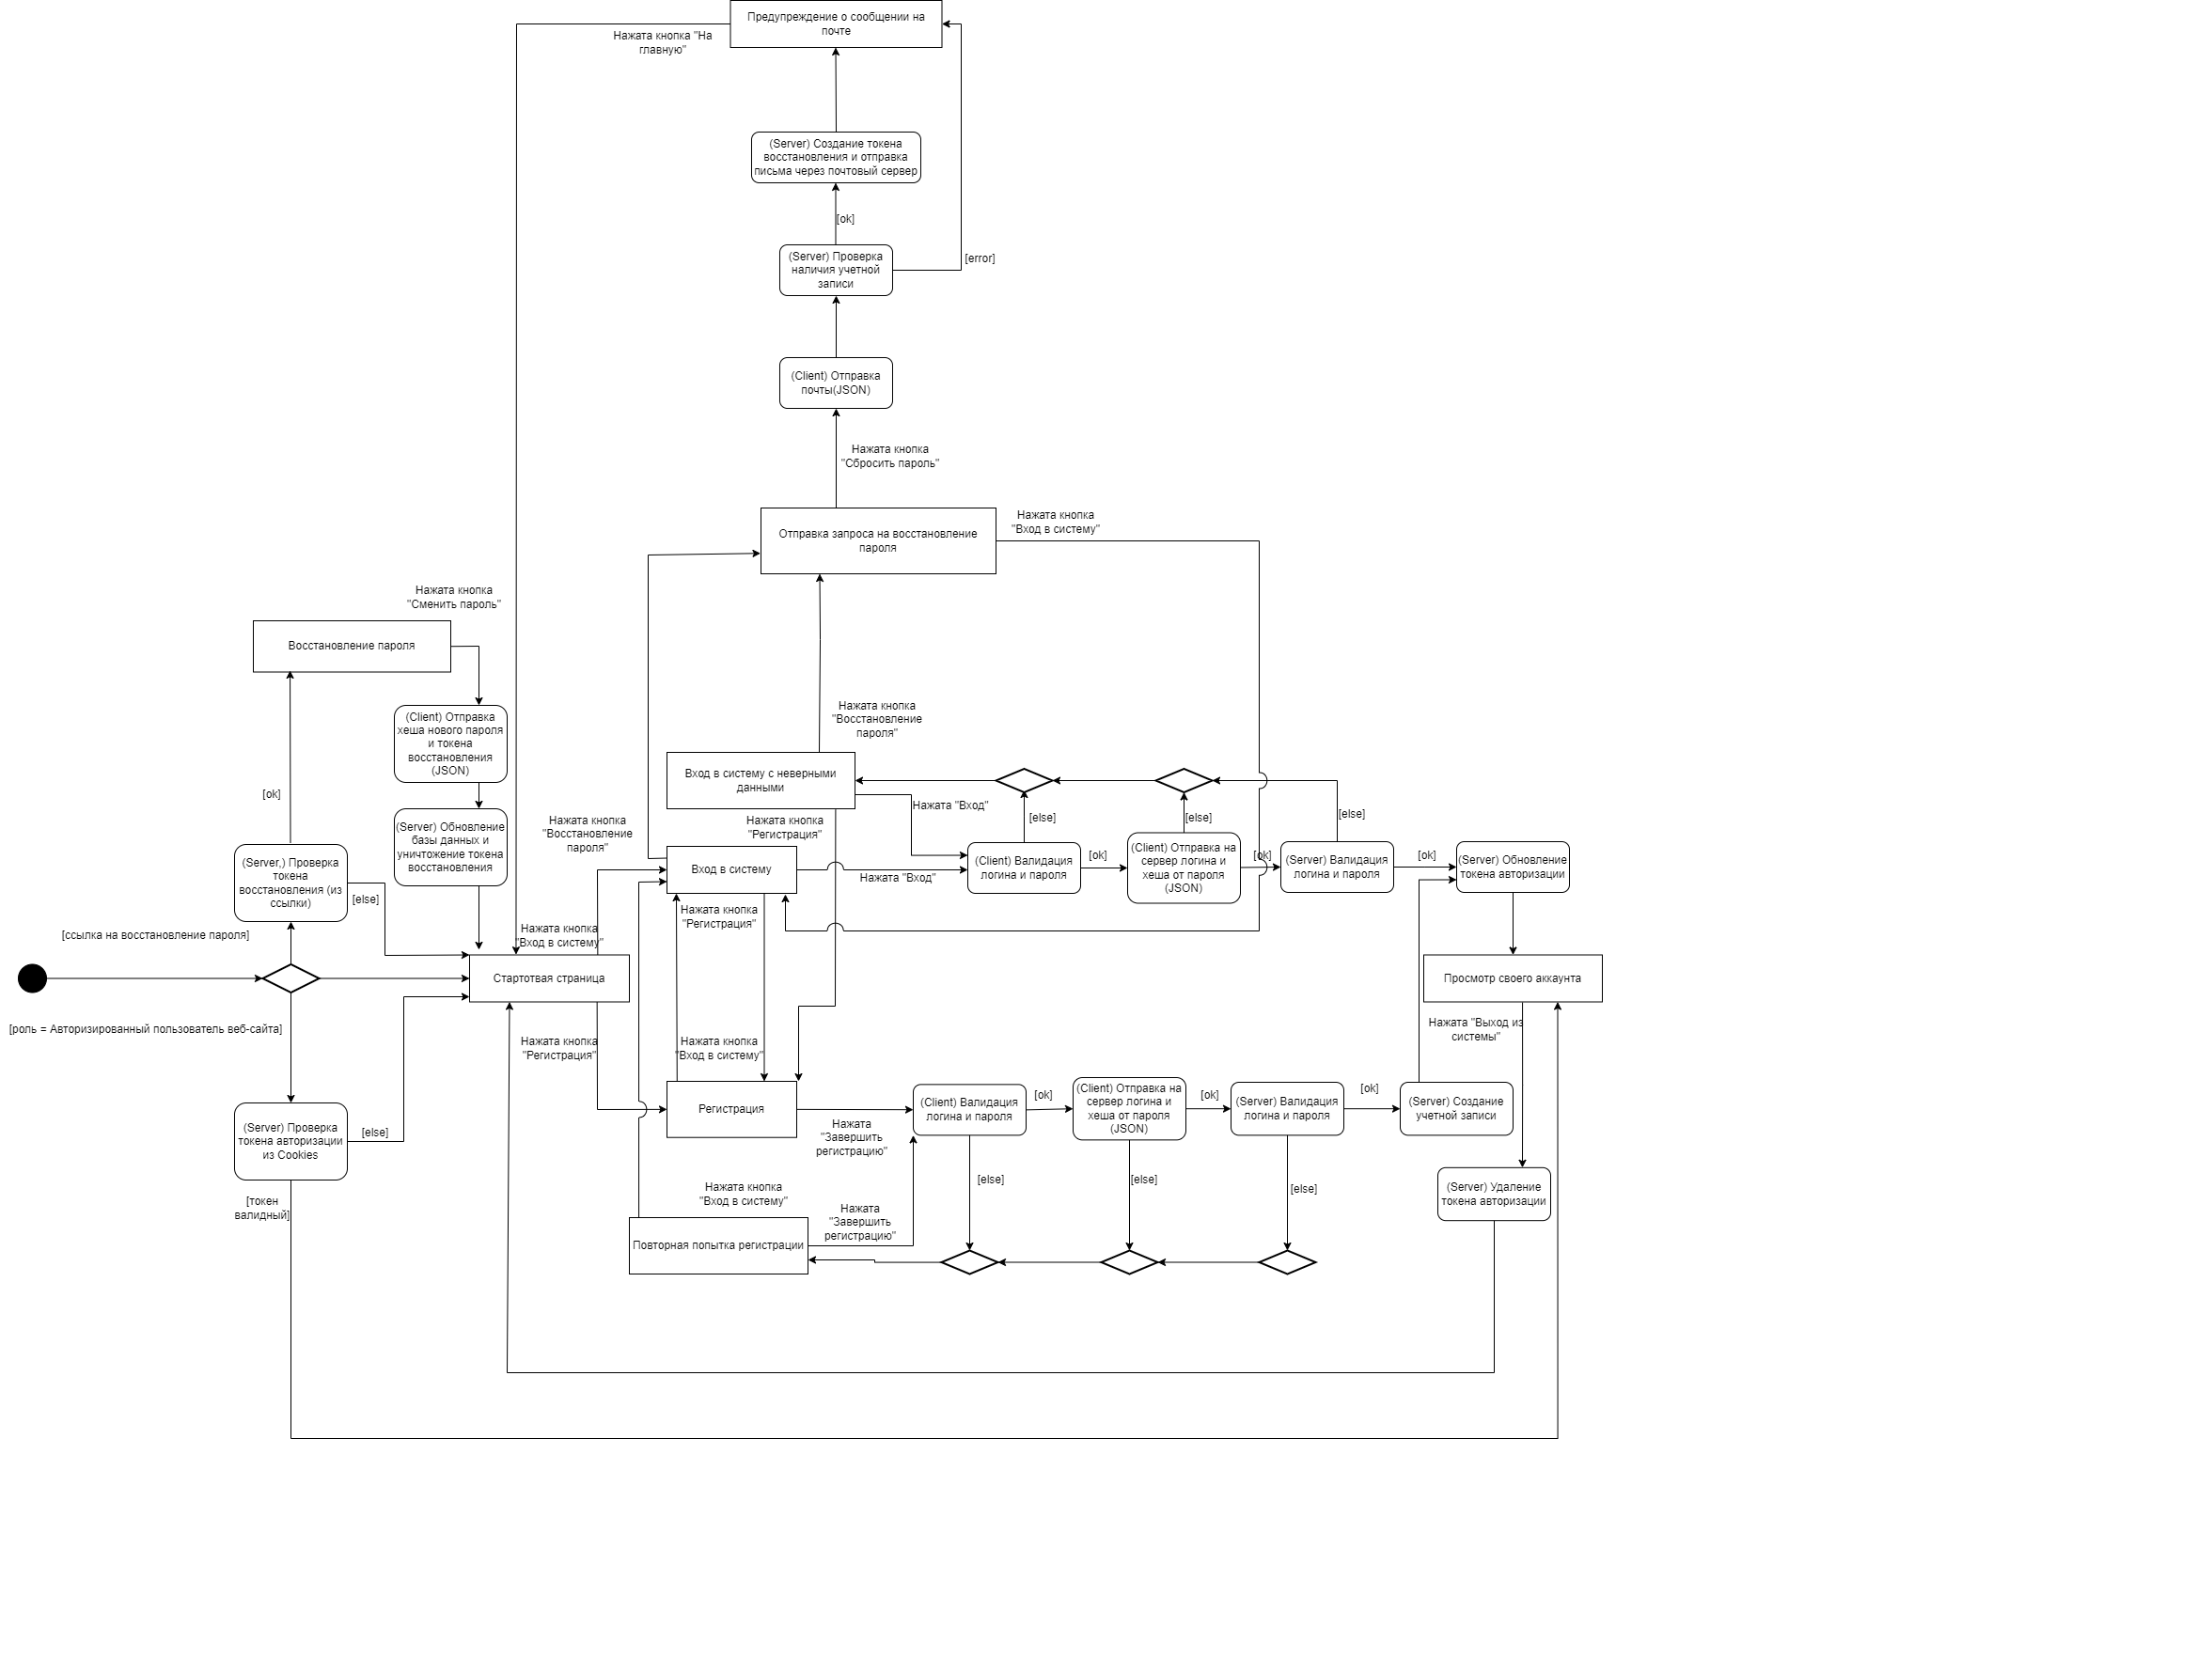 Предупреждение о сообщении на
почте
Нажата кнопка "На
главную"
(Server) Создание токена
восстановления и отправка
письма через почтовый сервер
[ok]
(Server) Проверка
наличия учетной
записи
[error]
(Client) Отправка
почты(JSON)
Нажата кнопка
"Сбросить пароль"
Отправка запроса на восстановление
пароля
Нажата кнопка
"Вход в систему"
Нажата кнопка
"Сменить пароль"
Восстановление пароля
(Client) Отправка
хеша нового пароля
и токена
восстановления
(JSON)
[ok]
(Server) Обновление
базы данных и
уничтожение токена
восстановления
(Server,) Проверка
токена
восстановления (из
ссылки)
[else]
[ссылка на восстановление пароля]
[роль = Авторизированный пользователь веб-сайта]
(Server) Проверка
токена авторизации
из Cookies
[else]
[токен
валидный]
Стартотвая страница
Нажата кнопка
"Вход в систему"
Нажата кнопка
"Регистрация"
Нажата кнопка
"Восстановление
пароля"
Нажата кнопка
"Восстановление
пароля"
Вход в систему с неверными
данными
Нажата "Вход"
Нажата кнопка
"Регистрация"
Вход в систему
Нажата "Вход"
Нажата кнопка
"Регистрация"
[else]
[else]
[else]
(Client) Валидация
логина и пароля
[ok]
(Client) Отправка на
сервер логина и
хеша от пароля
(JSON)
[ok]
(Server) Валидация
логина и пароля
[ok]
(Server) Обновление
токена авторизации
Просмотр своего аккаунта
Нажата "Выход из
системы"
Нажата кнопка
"Вход в систему"
Регистрация
Нажата
"Завершить
регистрацию"
(Client) Валидация
логина и пароля
[ok]
(Client) Отправка на
сервер логина и
хеша от пароля
(JSON)
[ok]
(Server) Валидация
логина и пароля
[ok]
(Server) Создание
учетной записи
[else]
[else]
[else]
(Server) Удаление
токена авторизации
Нажата кнопка
"Вход в систему"
Нажата
"Завершить
регистрацию"
Повторная попытка регистрации